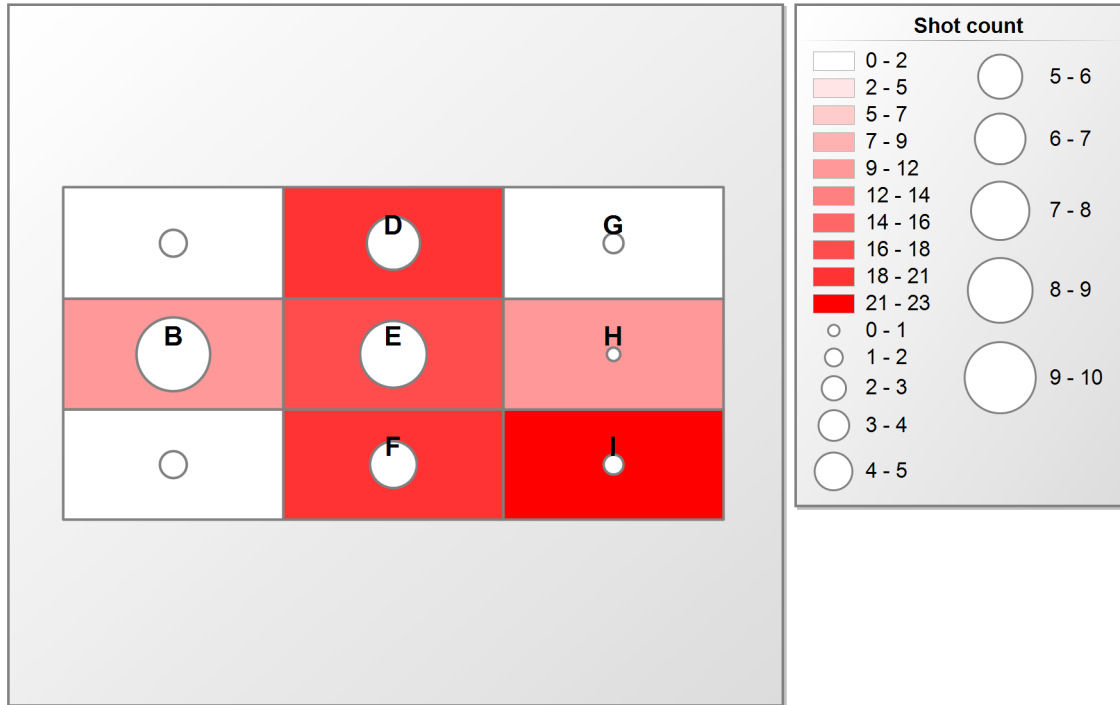 D
G
B
E
H
F
I
Shot count
0 - 2
2 - 5
5 - 7
7 - 9
9 - 12
12 - 14
14 - 16
16 - 18
18 - 21
21 - 23
0 - 1
1 - 2
2 - 3
3 - 4
4 - 5
5 - 6
6 - 7
7 - 8
8 - 9
9 - 10